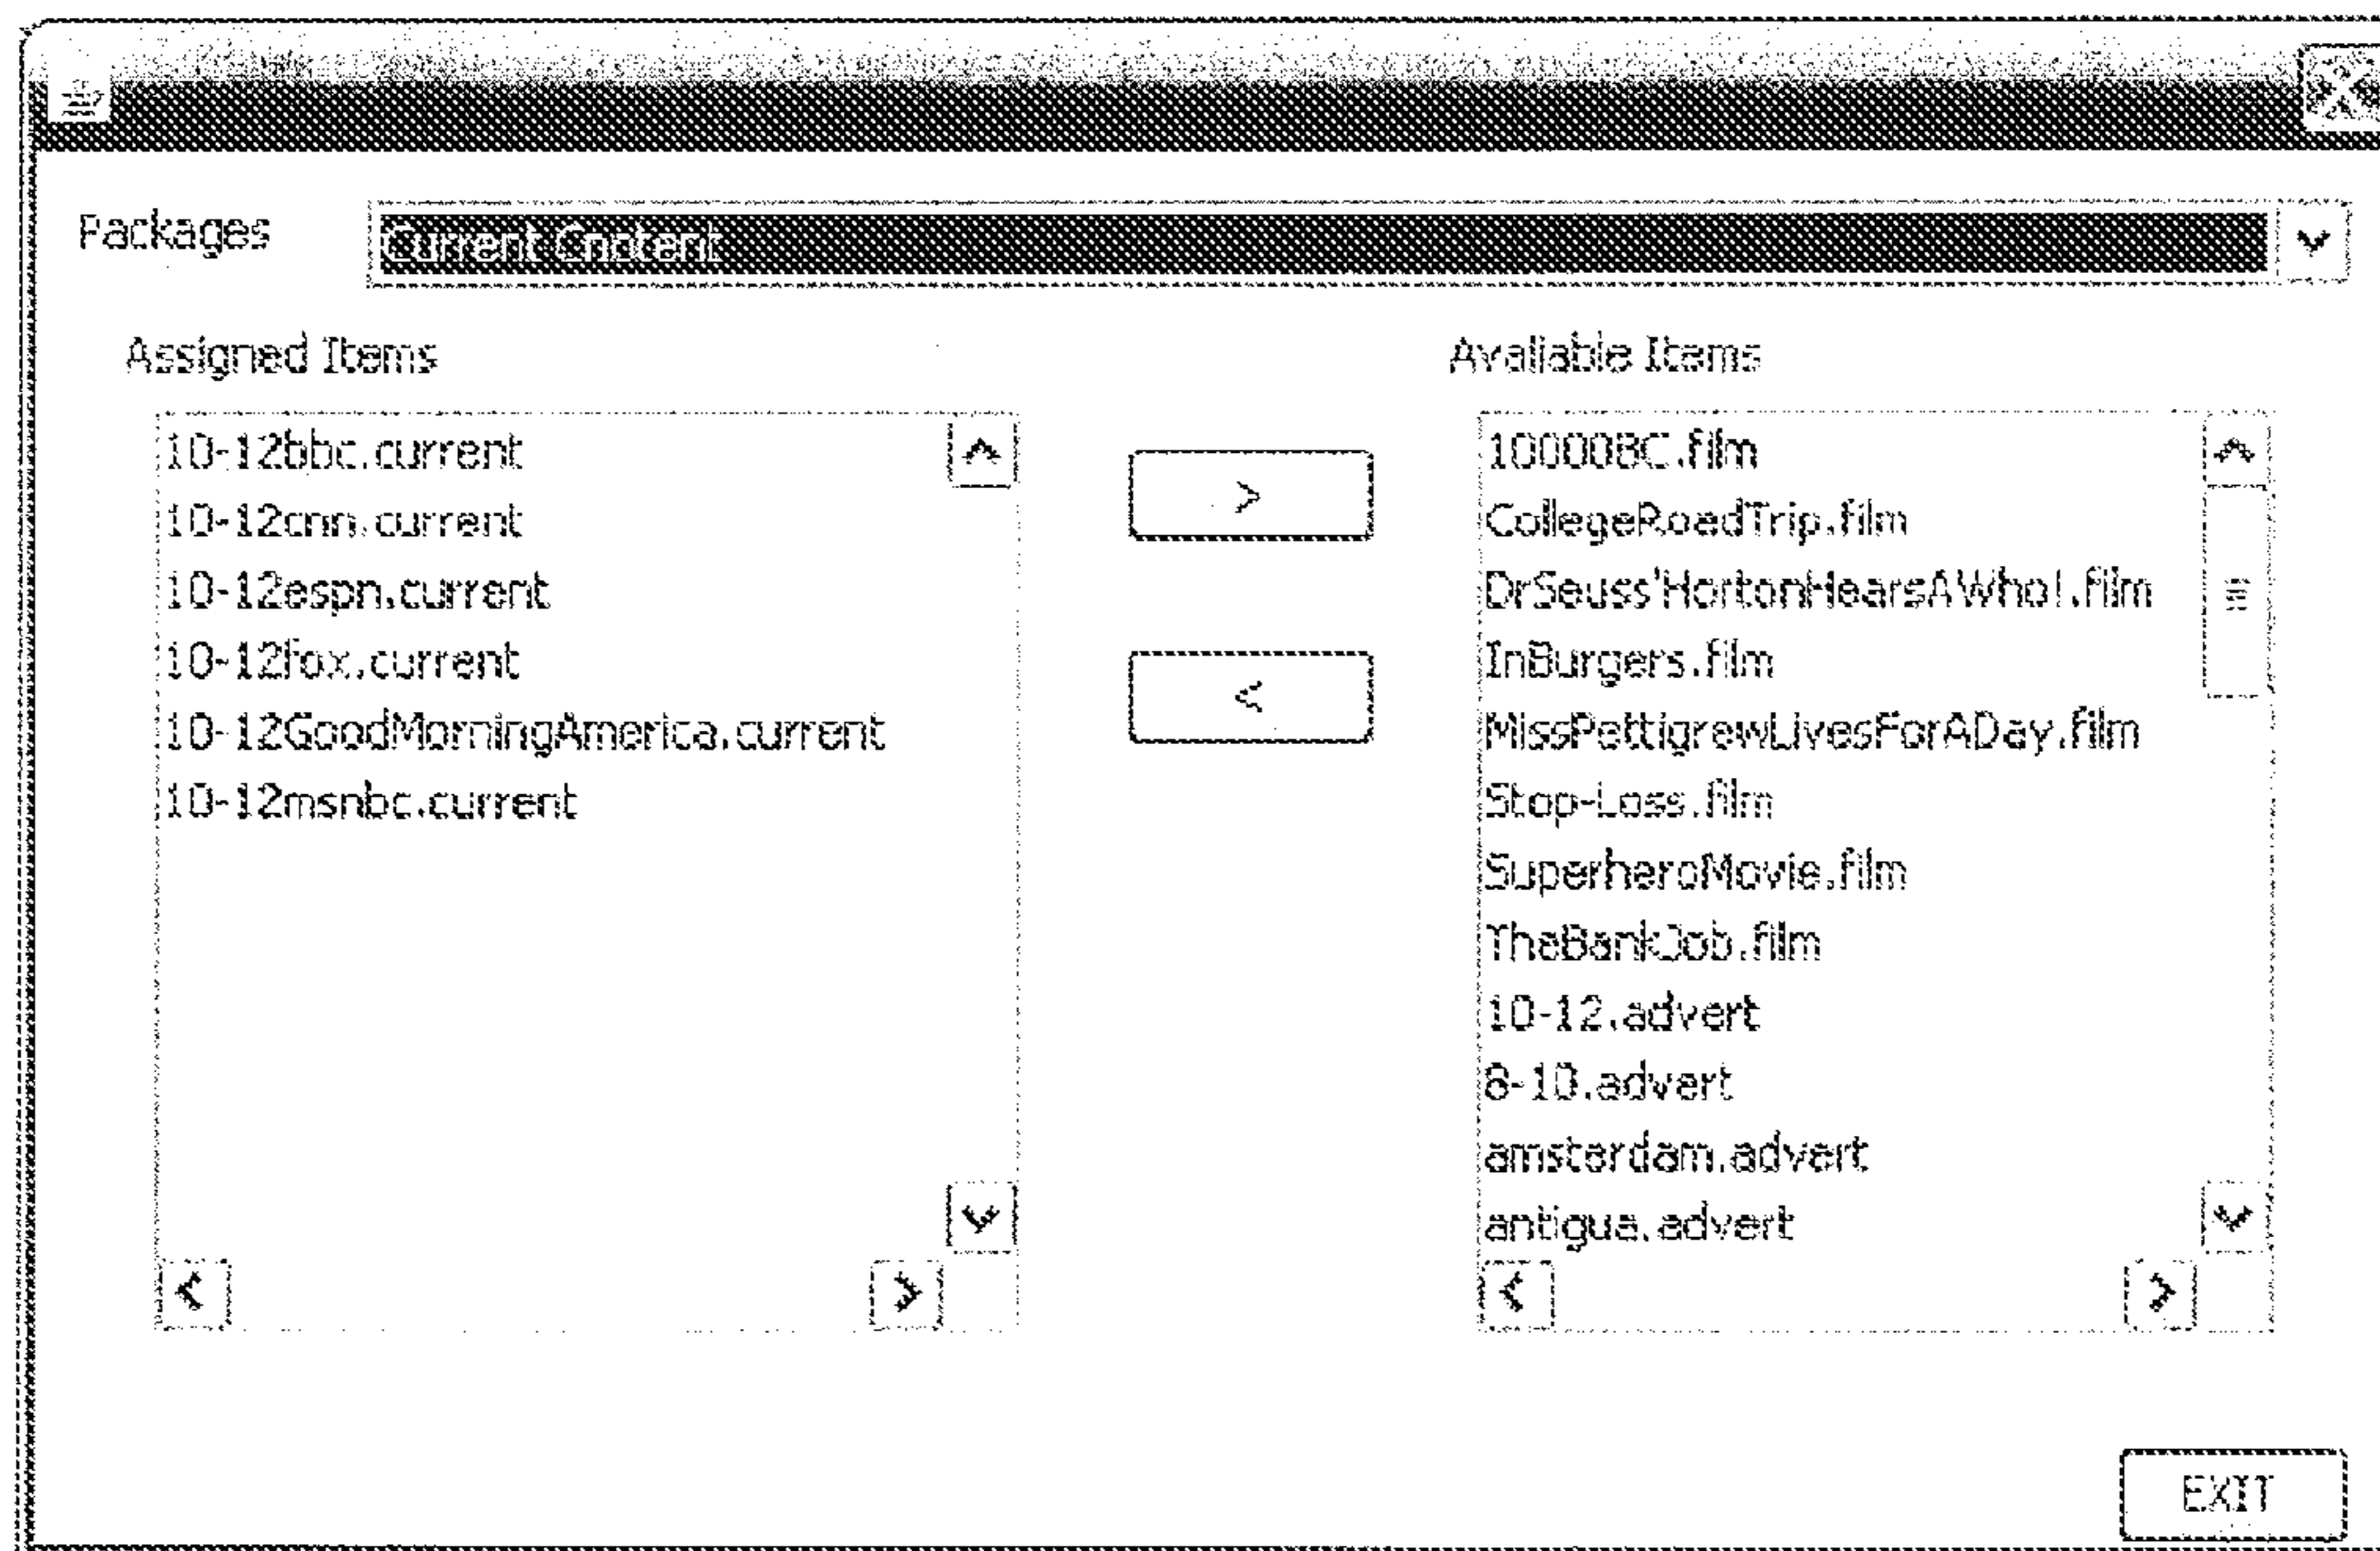 Packages
Current Cnotent
Assigned Items
10-12bbc.current
10-12cnn.current
10-12espn.current
10-12fox.current
10-12GoodMorningAmerica.current
10-12msnbc.current
>
<
Available Items
10000BC.film
CollegeRoadTrip.film
DrSeuss'HortonHearsAWho!.film
InBurgers.film
MissPettigrewLivesForADay.film
Stop-Loss.film
SuperheroMovie.film
TheBankJob.film
10-12.advert
8-10.advert
amsterdam.advert
antigua.advert
EXIT